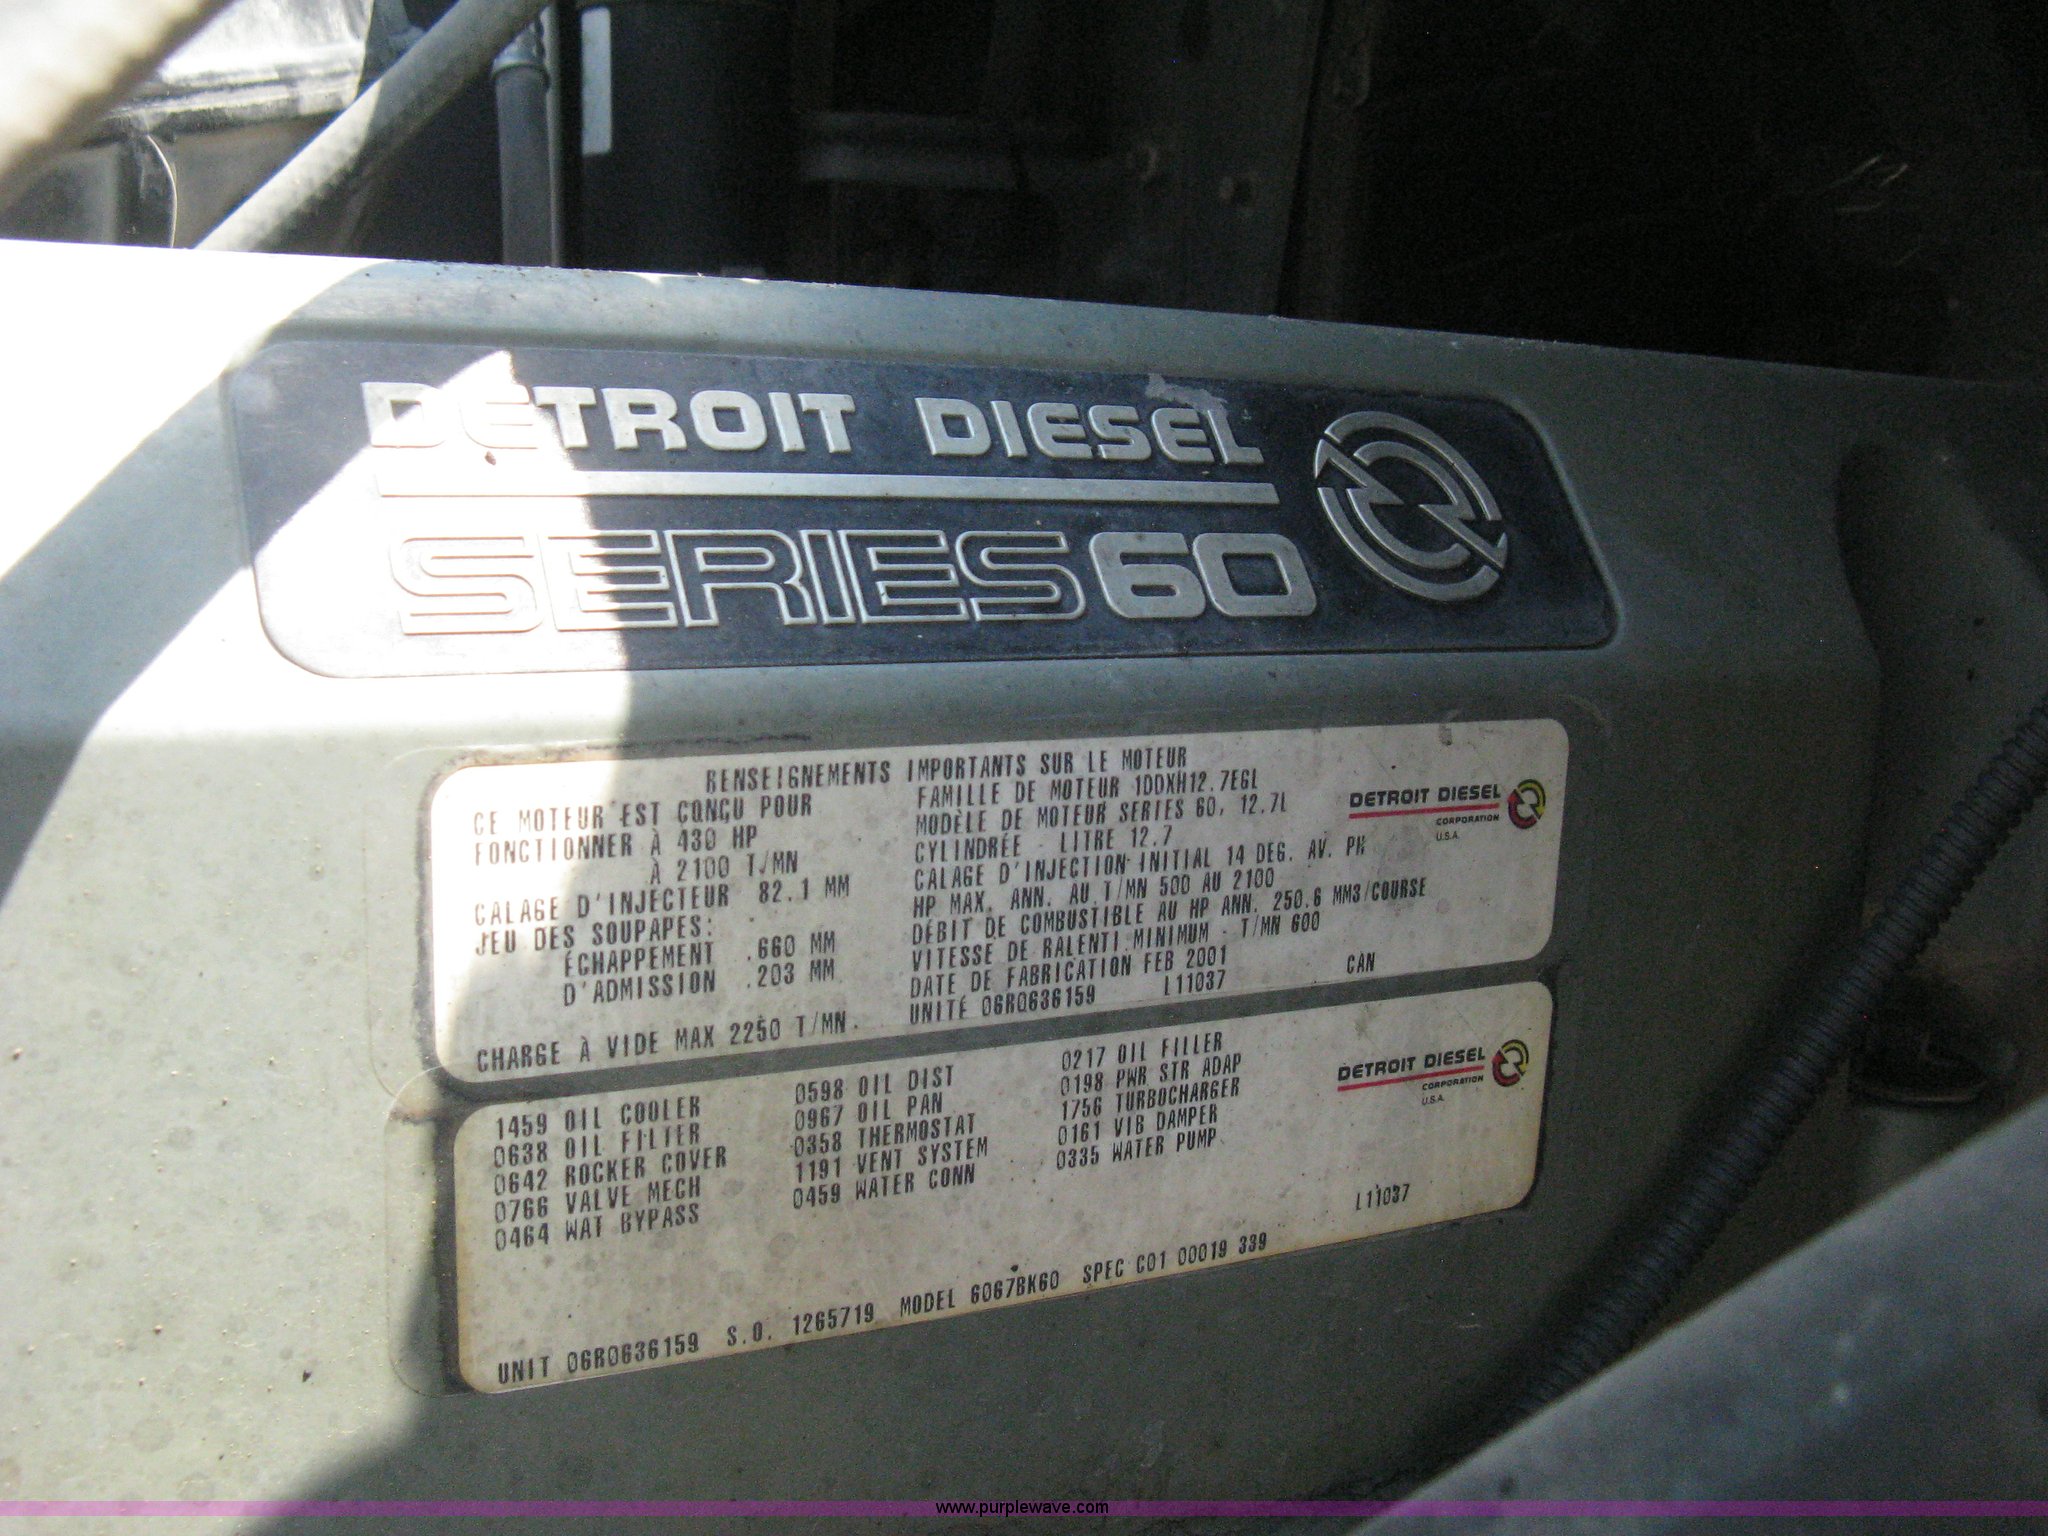 DETROIT DIESEL
SERIES 60
RENSEIGNEMENTS IMPORTANTS SUR LE MOTEUR
CE MOTEUR EST CONÇU POUR
FONCTIONNER À 430 HP
À 2100 T/MN
CALAGE D'INJECTEUR 82.1 MM
JEU DES SOUPAPES:
ÉCHAPPEMENT .660 MM
D'ADMISSION .203 MM
CHARGE À VIDE MAX 2250 T/MN.
FAMILLE DE MOTEUR 1DDXH12.7EGL
MODÈLE DE MOTEUR SERIES 60, 12.7L
CYLINDRÉE - LITRE 12.7
CALAGE D'INJECTION INITIAL 14 DEG. AV. PH
HP MAX. ANN. AU T/MN 500 AU 2100
DÉBIT DE COMBUSTIBLE AU HP ANN. 250.6 MM3/COURSE
VITESSE DE RALENTI MINIMUM - T/MN 600
DATE DE FABRICATION FEB 2001
UNITÉ 06R0636159 L11037 CAN
DETROIT DIESEL
CORPORATION
U.S.A.
1459 OIL COOLER
0638 OIL FILTER
0642 ROCKER COVER
0766 VALVE MECH
0464 WAT BYPASS
0598 OIL DIST
0967 OIL PAN
0358 THERMOSTAT
1191 VENT SYSTEM
0459 WATER CONN
0217 OIL FILLER
0198 PWR STR ADAP
1756 TURBOCHARGER
0161 VIB DAMPER
0335 WATER PUMP
DETROIT DIESEL
CORPORATION
U.S.A.
L11037
UNIT 06R0636159 S.O. 1265719 MODEL 6067BK60 SPEC C01 00019 339
www.purplewave.com